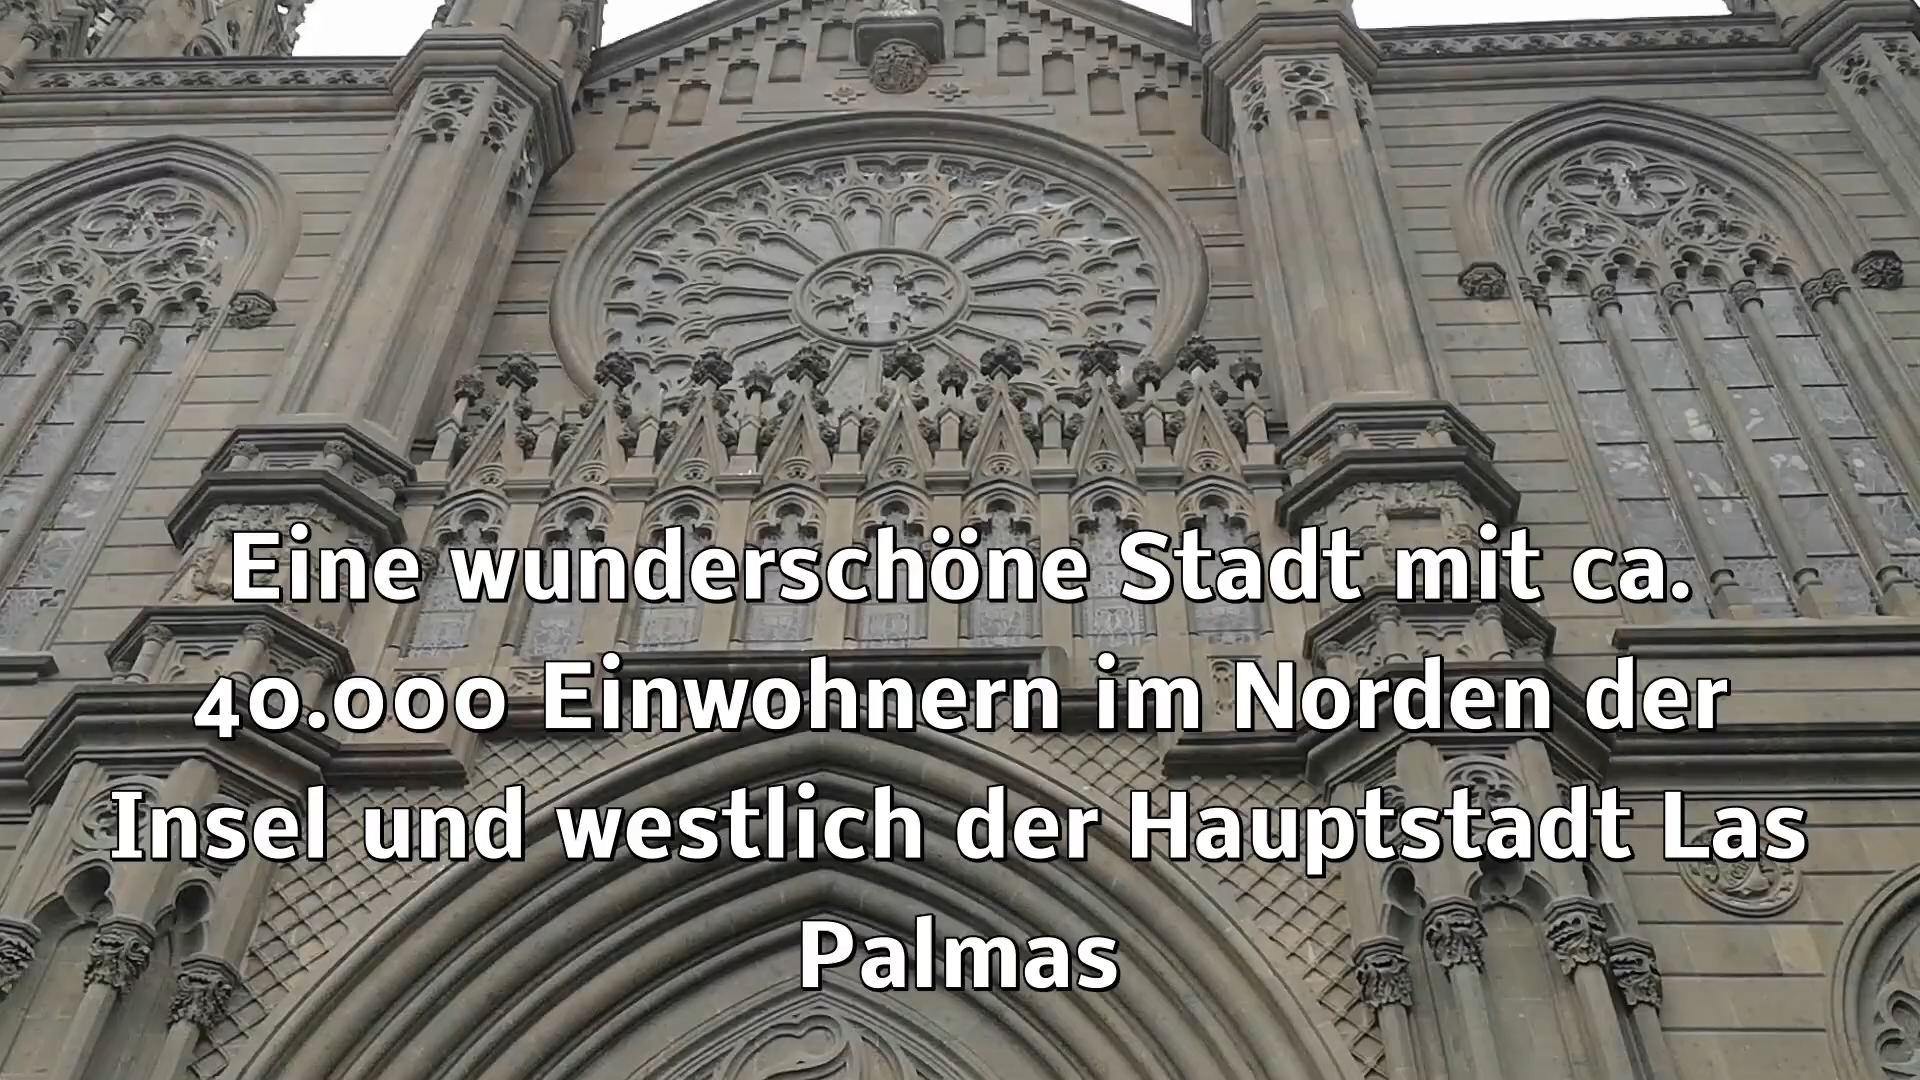 Eine wunderschöne Stadt mit ca.
40.000 Einwohnern im Norden der
Insel und westlich der Hauptstadt Las
Palmas